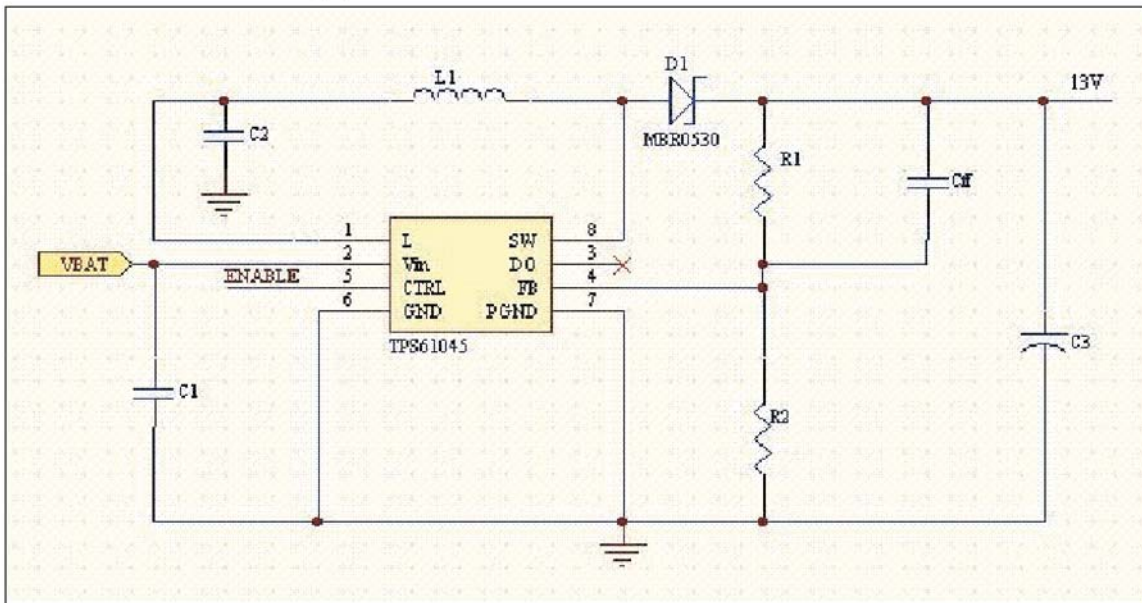 L1
D1
13V
C2
MBR0530
R1
Cff
1 L SW 8
VBAT
2 Vin DO 3
ENABLE 5 CTRL FB 4
6 GND PGND 7
TPS61045
C1
C3
R2